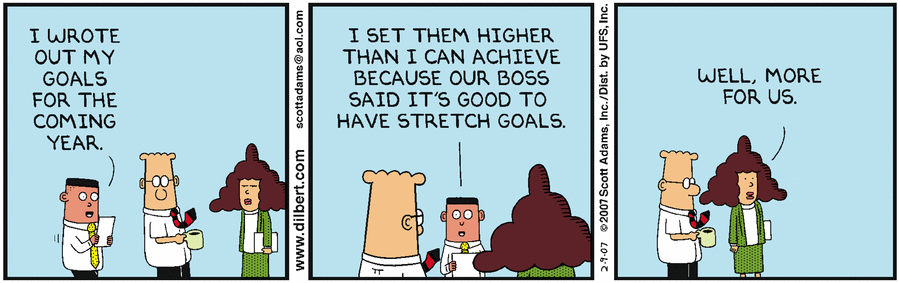 I WROTE
OUT MY
GOALS
FOR THE
COMING
YEAR.
www.dilbert.com scottadams@aol.com
I SET THEM HIGHER
THAN I CAN ACHIEVE
BECAUSE OUR BOSS
SAID IT'S GOOD TO
HAVE STRETCH GOALS.
2-9-07 ©2007 Scott Adams, Inc./Dist. by UFS, Inc.
WELL, MORE
FOR US.